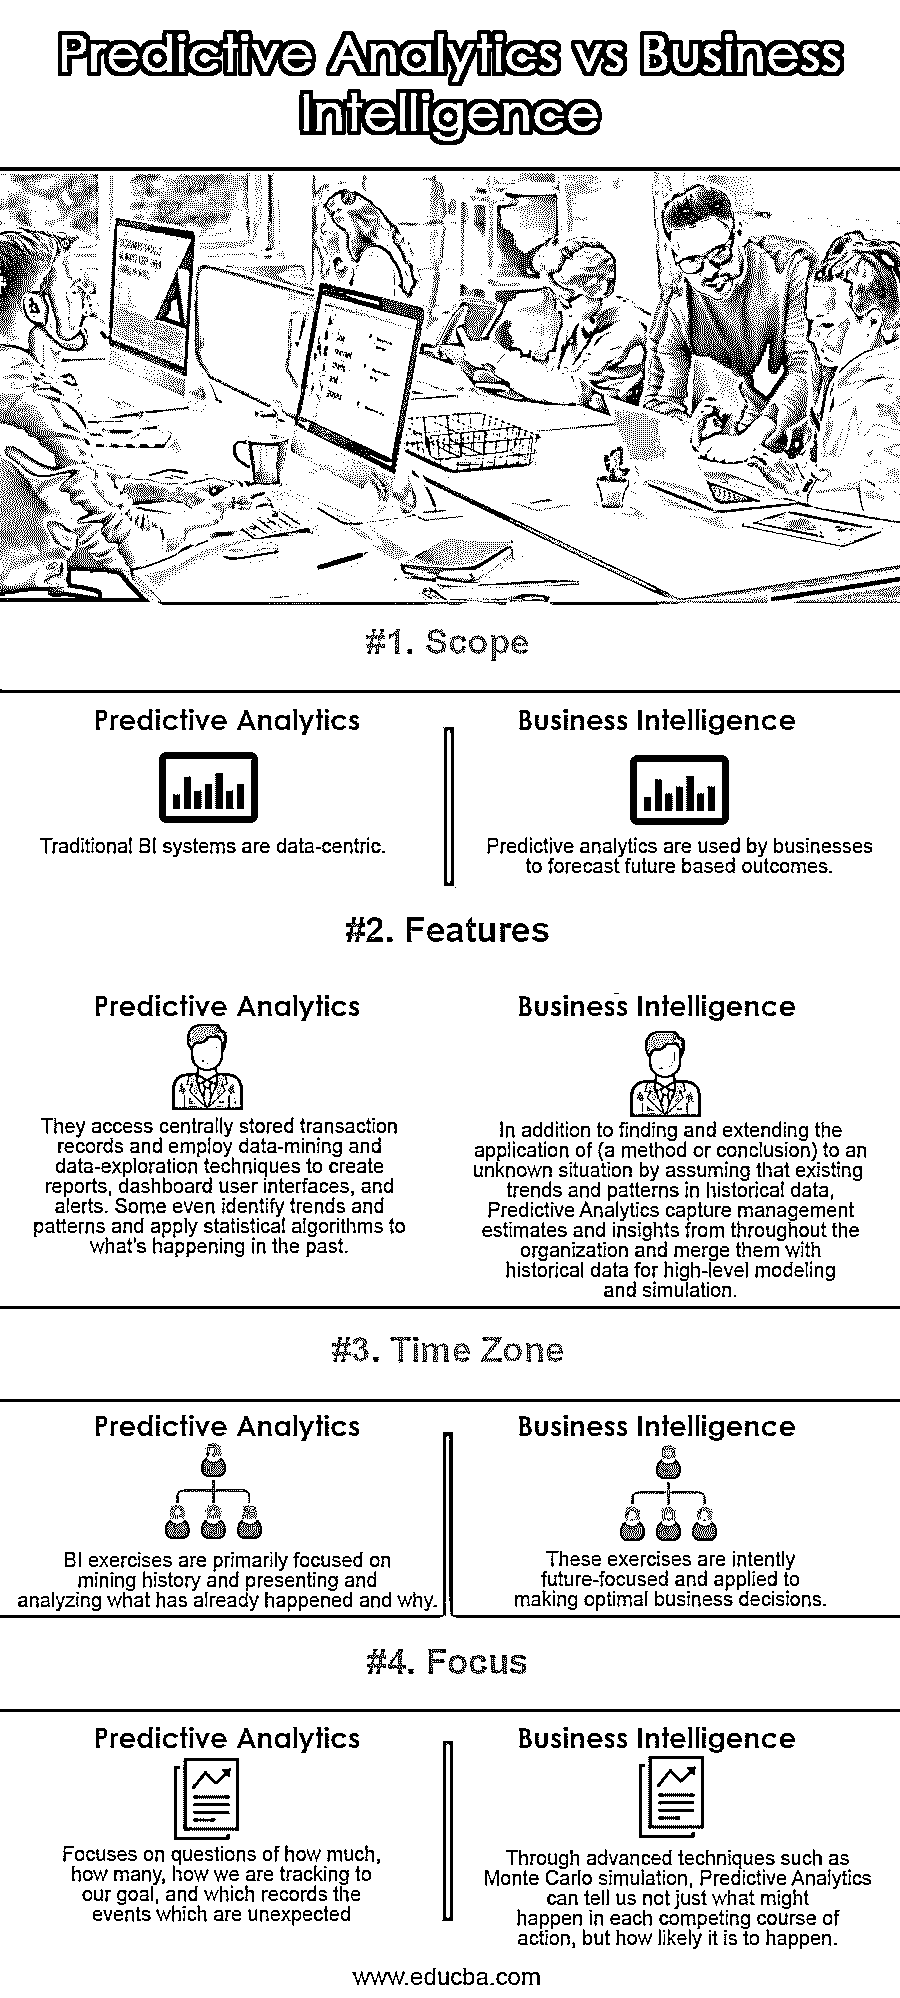 Predictive Analytics vs Business
Intelligence
#1. Scope
Predictive Analytics
Traditional BI systems are data-centric.
Business Intelligence
Predictive analytics are used by businesses
to forecast future based outcomes.
#2. Features
Predictive Analytics
They access centrally stored transaction
records and employ data-mining and
data-exploration techniques to create
reports, dashboard user interfaces, and
alerts. Some even identify trends and
patterns and apply statistical algorithms to
what's happening in the past.
Business Intelligence
In addition to finding and extending the
application of (a method or conclusion) to an
unknown situation by assuming that existing
trends and patterns in historical data,
Predictive Analytics capture management
estimates and insights from throughout the
organization and merge them with
historical data for high-level modeling
and simulation.
#3. Time Zone
Predictive Analytics
BI exercises are primarily focused on
mining history and presenting and
analyzing what has already happened and why.
Business Intelligence
These exercises are intently
future-focused and applied to
making optimal business decisions.
#4. Focus
Predictive Analytics
Focuses on questions of how much,
how many, how we are tracking to
our goal, and which records the
events which are unexpected
Business Intelligence
Through advanced techniques such as
Monte Carlo simulation, Predictive Analytics
can tell us not just what might
happen in each competing course of
action, but how likely it is to happen.
www.educba.com